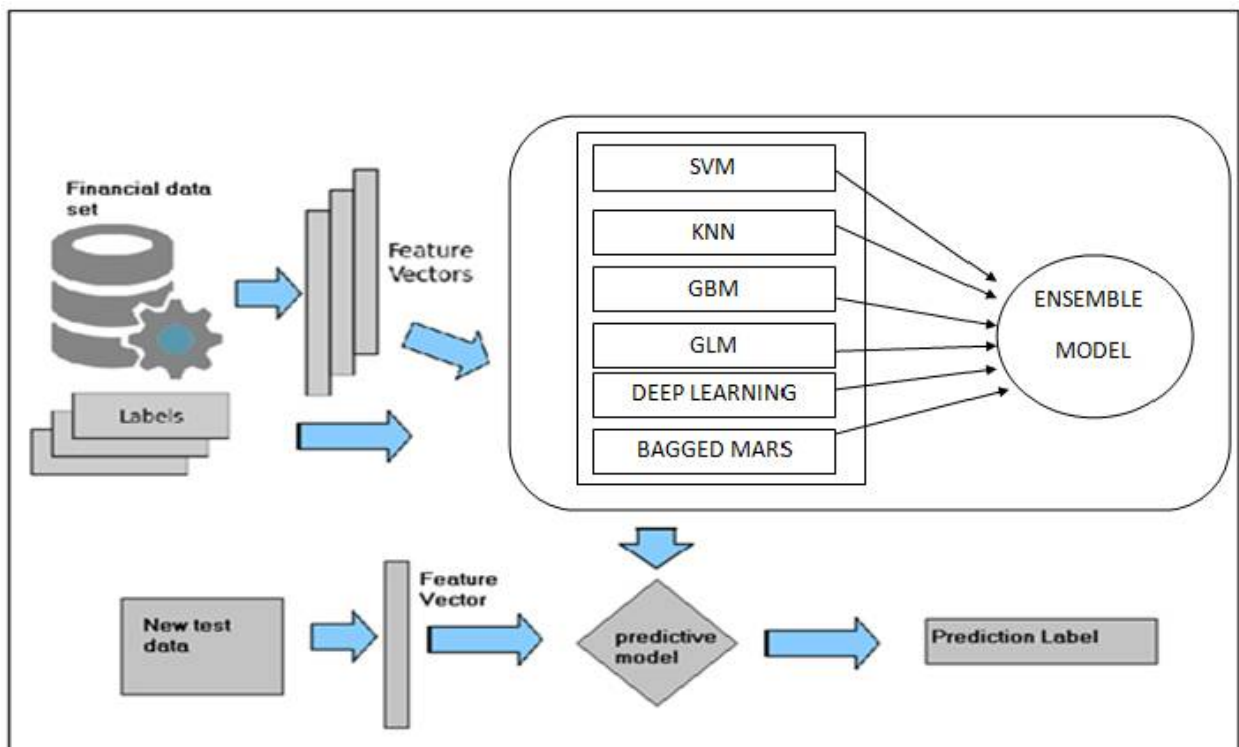 Financial data
set
Feature
Vectors
Labels
SVM
KNN
GBM
GLM
DEEP LEARNING
BAGGED MARS
ENSEMBLE
MODEL
New test
data
Feature
Vector
predictive
model
Prediction Label